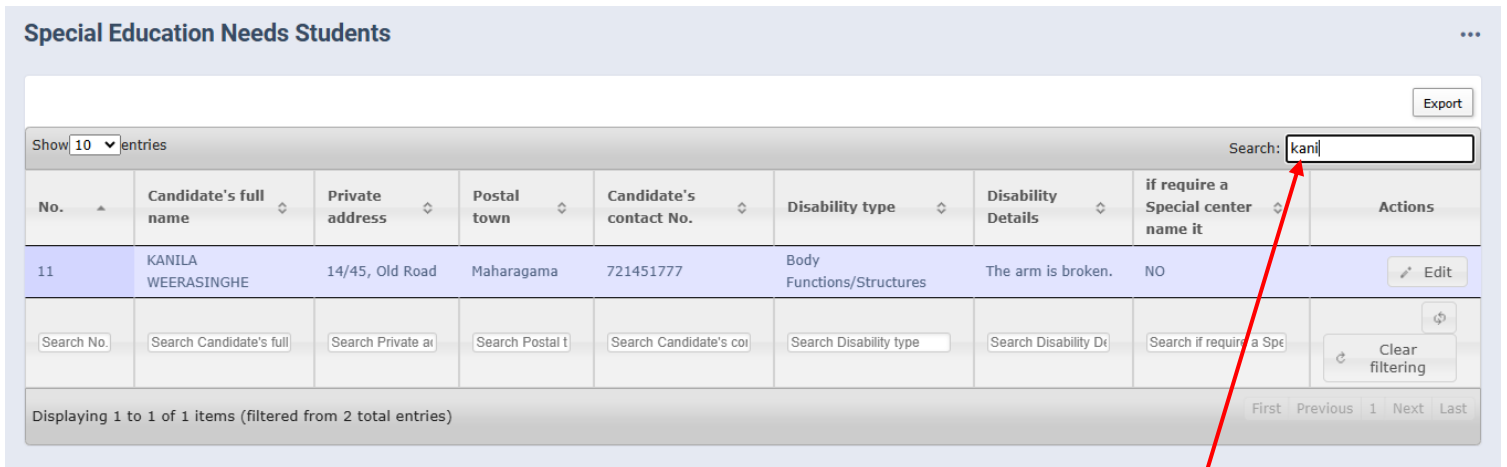 Special Education Needs Students
Export
Show 10 entries
Search: kani
No.
Candidate's full name
Private address
Postal town
Candidate's contact No.
Disability type
Disability Details
if require a Special center name it
Actions
11
KANILA WEERASINGHE
14/45, Old Road
Maharagama
721451777
Body Functions/Structures
The arm is broken.
NO
Edit
Search No.
Search Candidate's full
Search Private a
Search Postal t
Search Candidate's co
Search Disability type
Search Disability De
Search if require a Spe
Clear filtering
Displaying 1 to 1 of 1 items (filtered from 2 total entries)
First Previous 1 Next Last